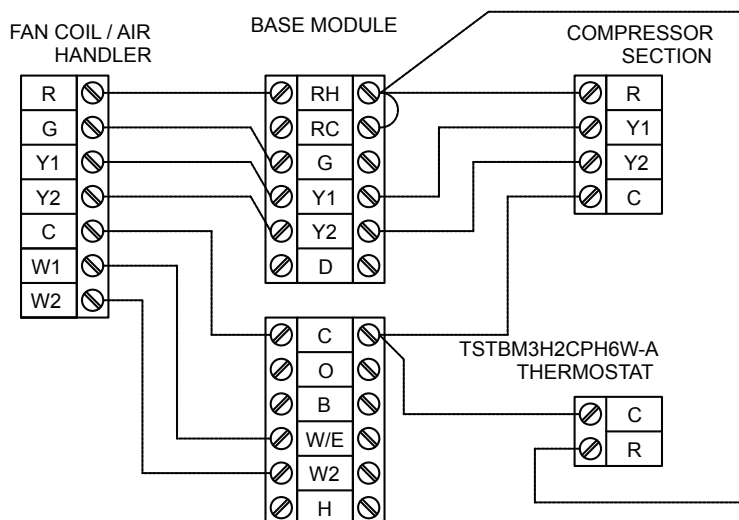 FAN COIL / AIR
HANDLER
R
G
Y1
Y2
C
W1
W2
BASE MODULE
RH
RC
G
Y1
Y2
D
C
O
B
W/E
W2
H
COMPRESSOR
SECTION
R
Y1
Y2
C
TSTBM3H2CPH6W-A
THERMOSTAT
C
R